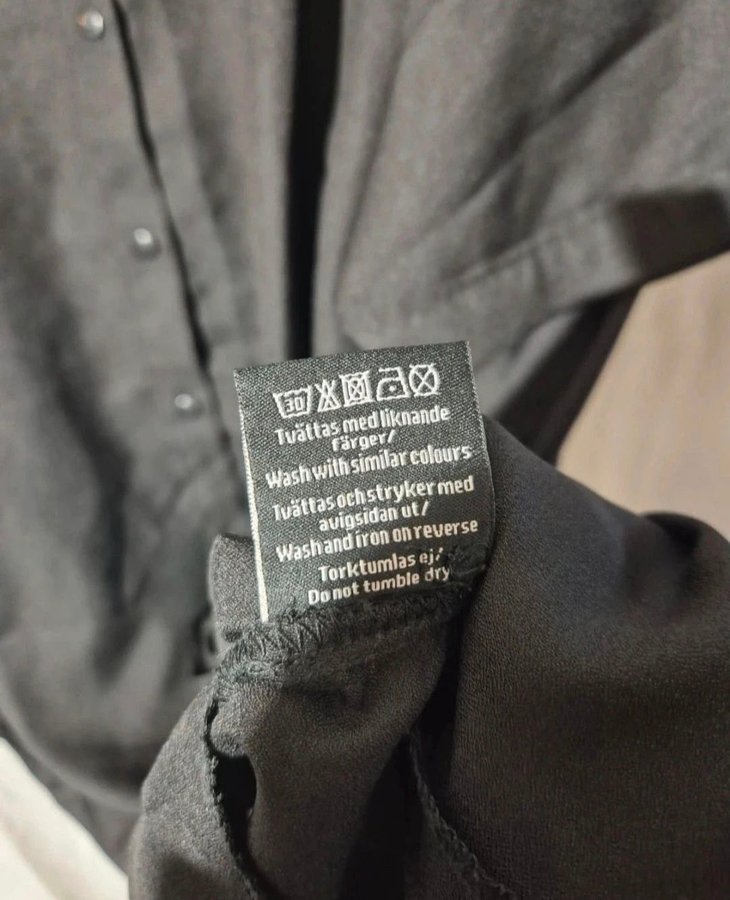 30
Tvättas med liknande
färger/
Wash with similar colours
Tvättas och stryker med
avigsidan ut/
Wash and iron on reverse
Torktumlas ej/
Do not tumble dry